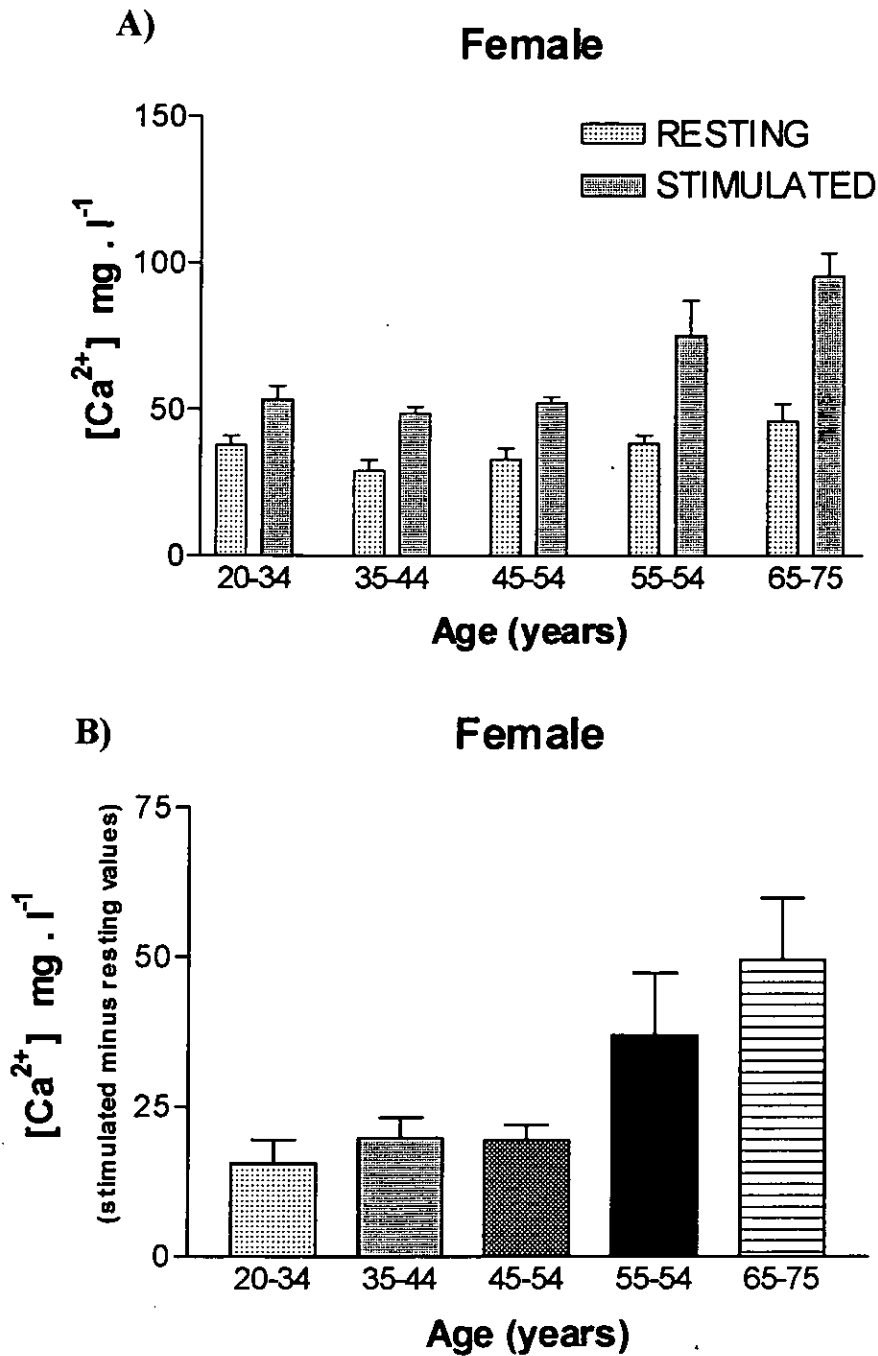 A)
Female
150
RESTING
STIMULATED
100
50
0
[Ca²⁺] mg . l⁻¹
20-34 35-44 45-54 55-54 65-75
Age (years)
B)
Female
75
50
25
0
[Ca²⁺] mg . l⁻¹
(stimulated minus resting values)
20-34 35-44 45-54 55-54 65-75
Age (years)